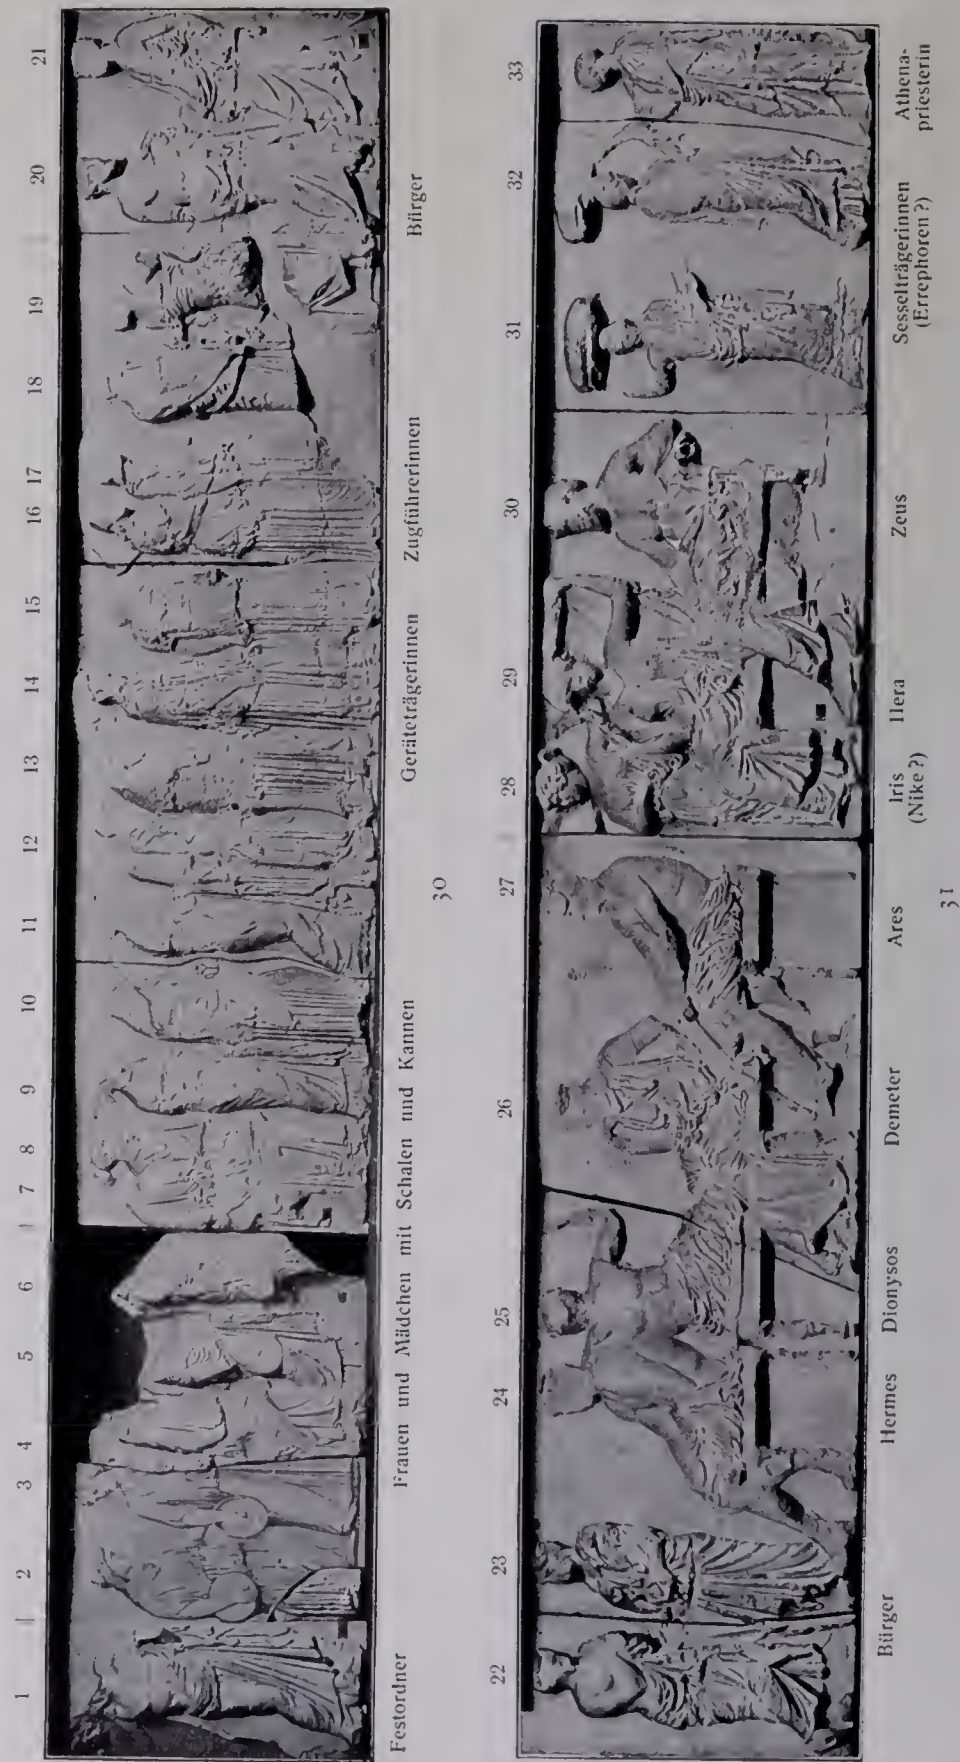 1 2 3 4 5 6 7 8 9 10 11 12 13 14 15 16 17 18 19 20 21
Festordner Frauen und Mädchen mit Schalen und Kannen Geräteträgerinnen Zugführerinnen Bürger
30
22 23 24 25 26 27 28 29 30 31 32 33
Bürger Hermes Dionysos Demeter Ares Iris Hera Zeus Sesselträgerinnen Athena-
(Nike?) (Errephoren?) priesterin
31